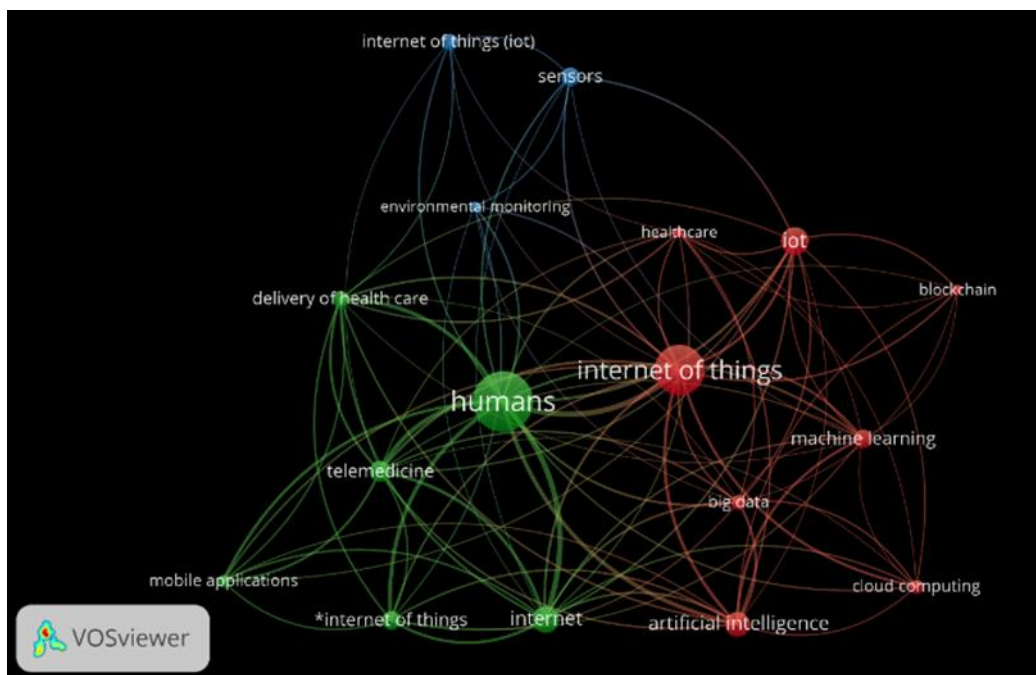 internet of things (iot)
sensors
environmental monitoring
healthcare
iot
blockchain
delivery of health care
internet of things
humans
machine learning
telemedicine
big data
mobile applications
cloud computing
*internet of things
internet
artificial intelligence
VOSviewer